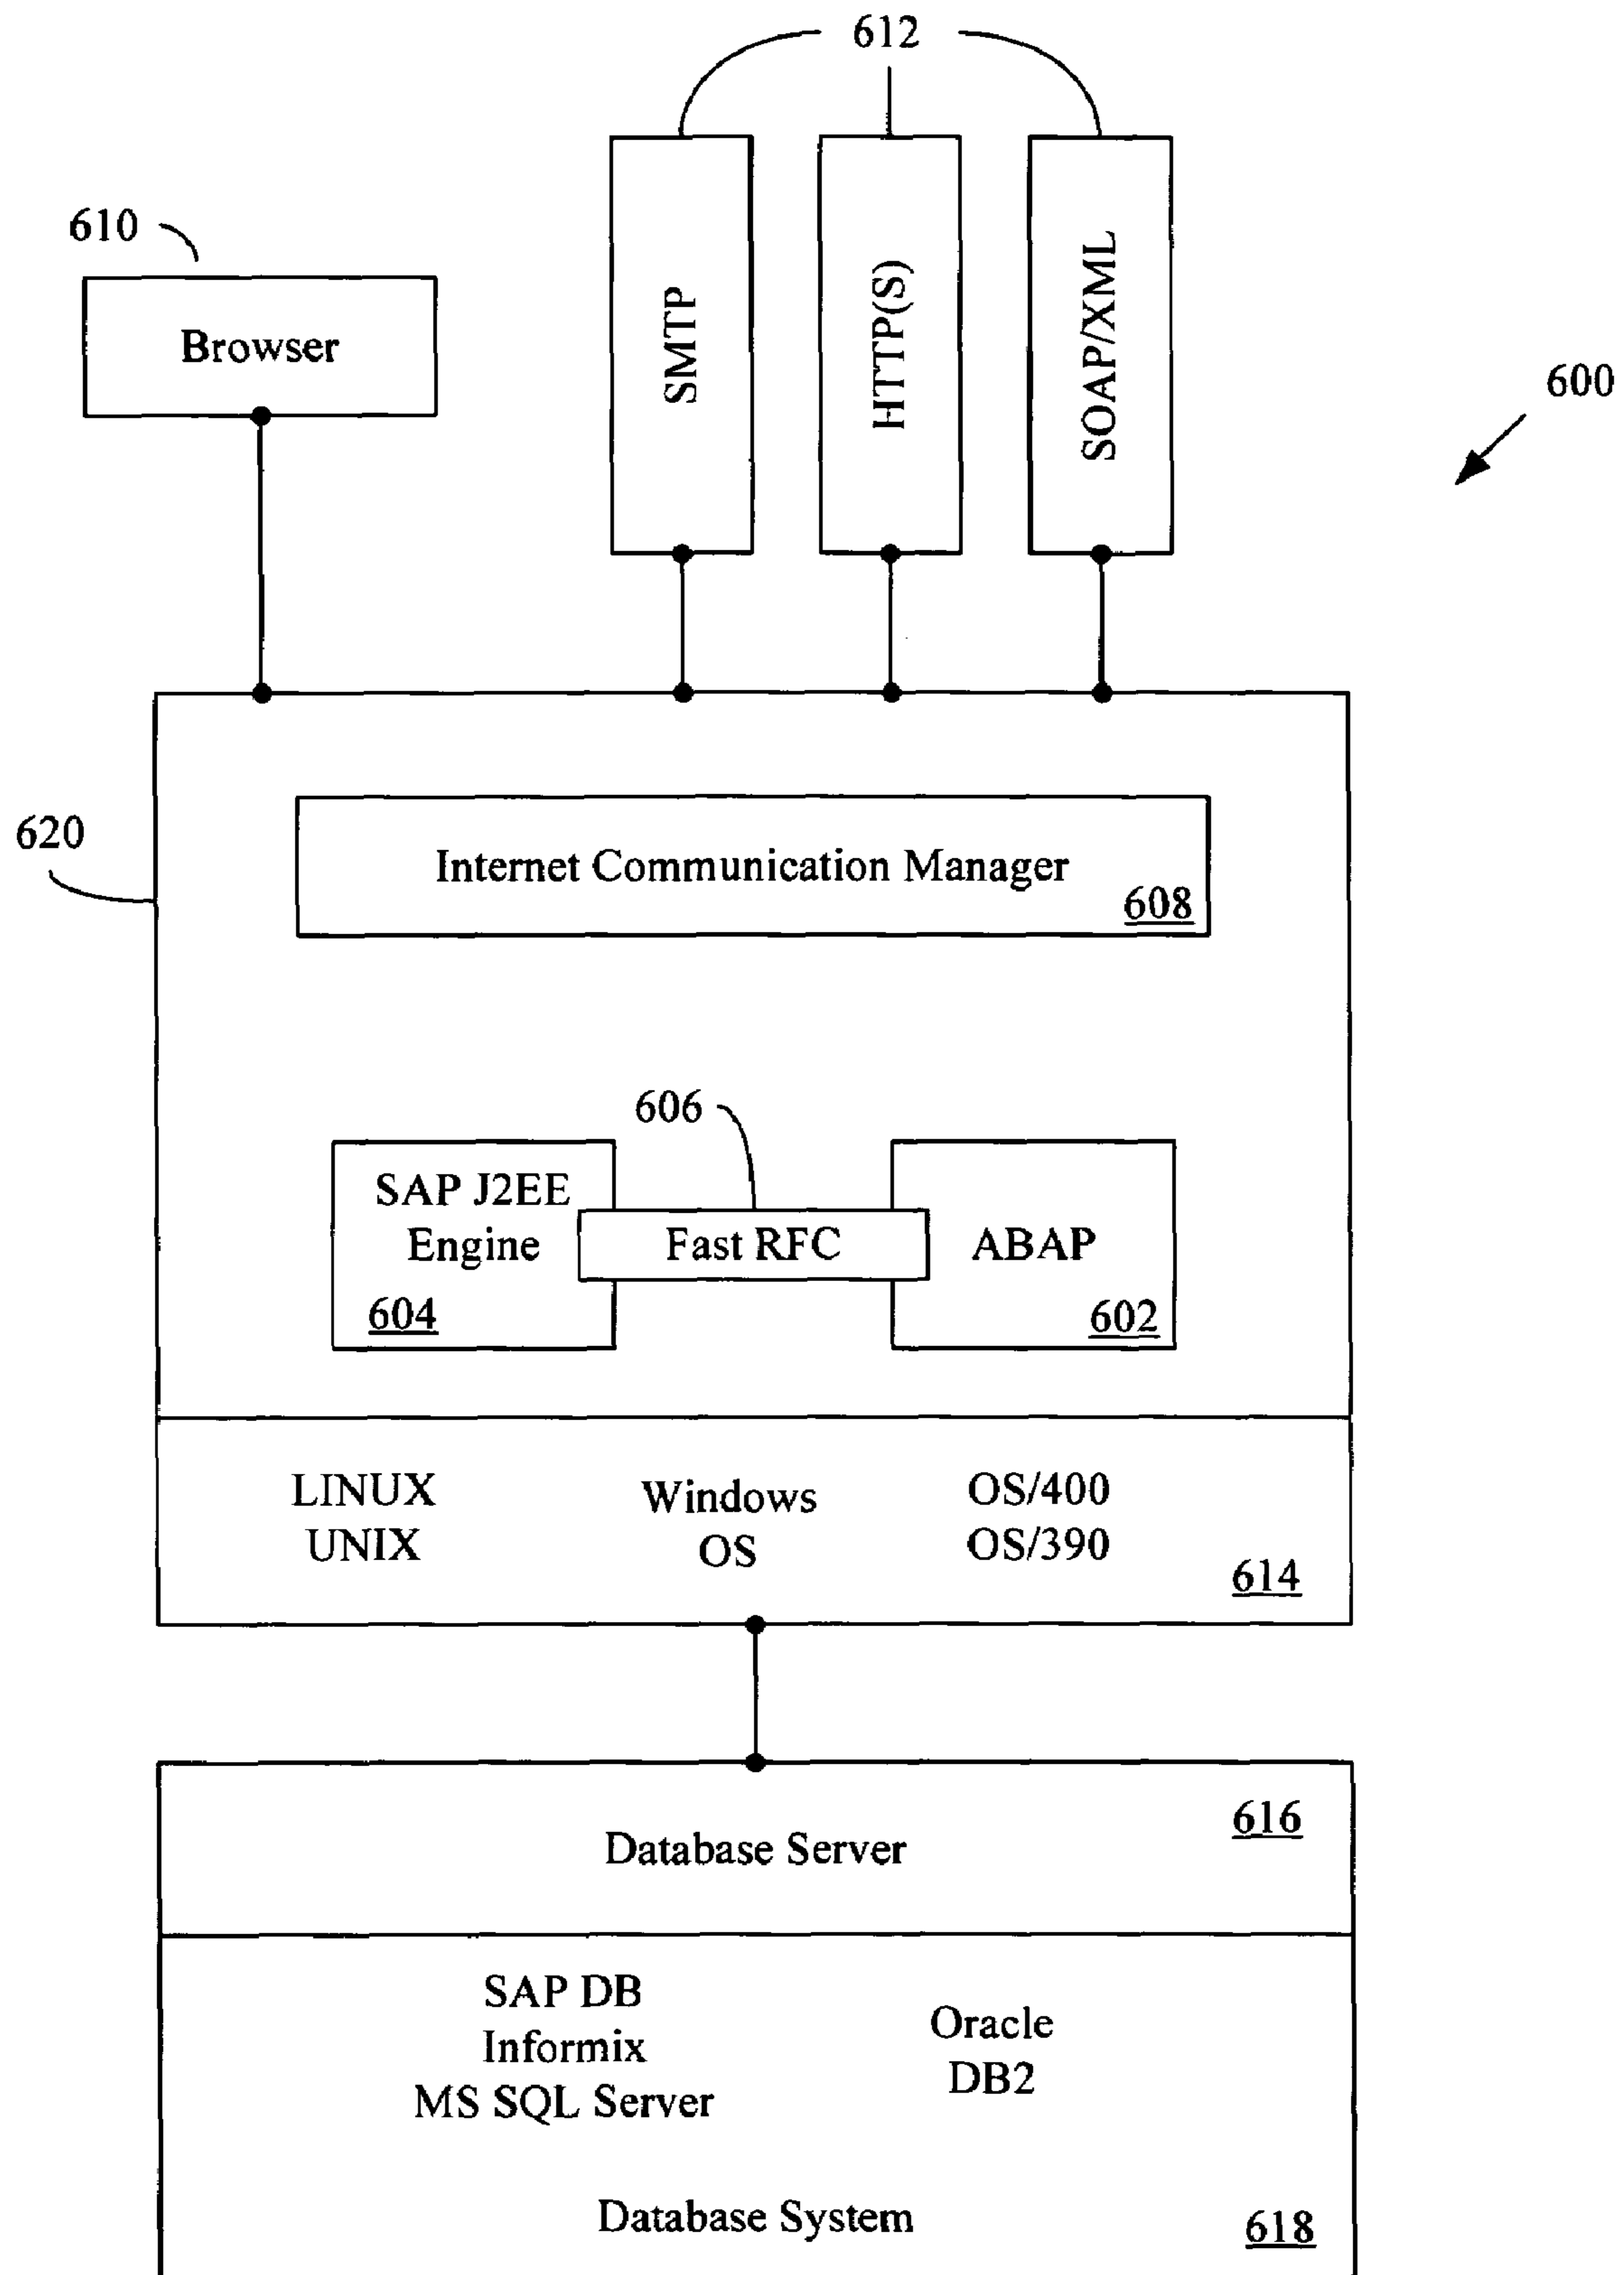 612
610
Browser
SMTP
HTTP(S)
SOAP/XML
600
620
Internet Communication Manager
608
606
SAP J2EE
Engine
604
Fast RFC
ABAP
602
LINUX
UNIX
Windows
OS
OS/400
OS/390
614
616
Database Server
SAP DB
Informix
MS SQL Server
Oracle
DB2
Database System
618